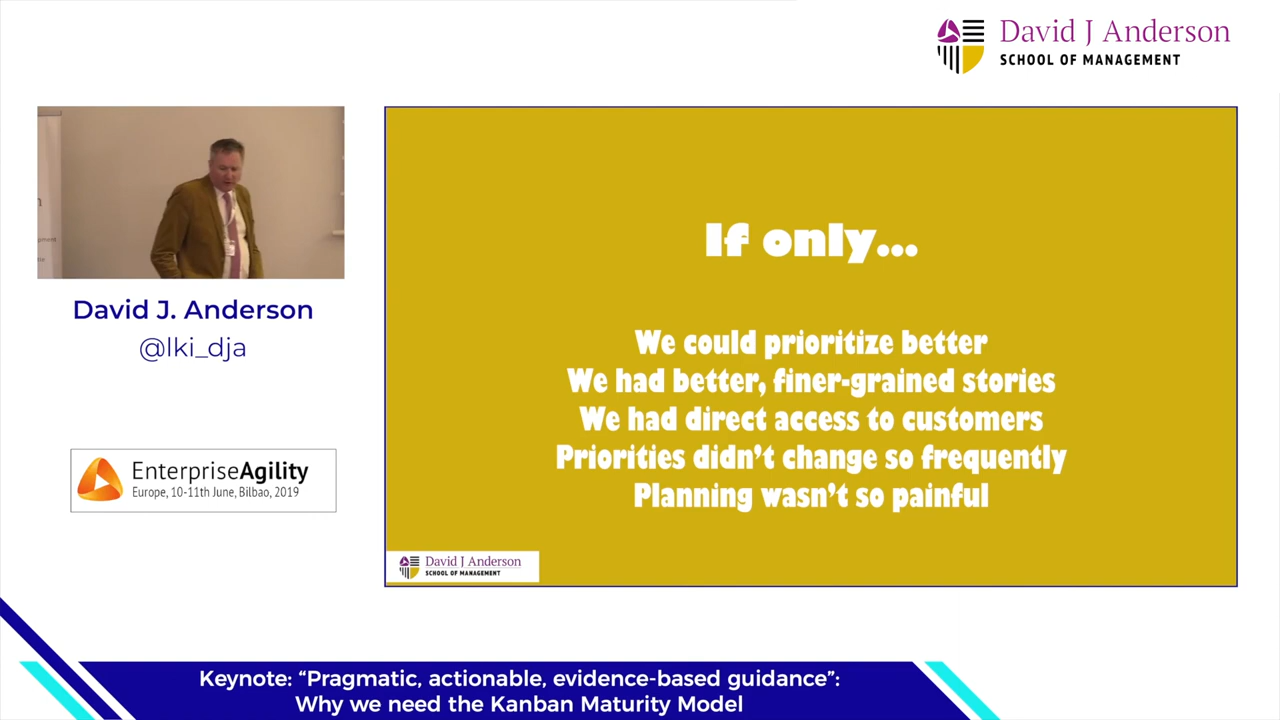 David J Anderson
SCHOOL OF MANAGEMENT
David J. Anderson
@lki_dja
EnterpriseAgility
Europe, 10-11th June, Bilbao, 2019
If only...
We could prioritize better
We had better, finer-grained stories
We had direct access to customers
Priorities didn't change so frequently
Planning wasn't so painful
David J Anderson
SCHOOL OF MANAGEMENT
Keynote: “Pragmatic, actionable, evidence-based guidance”:
Why we need the Kanban Maturity Model